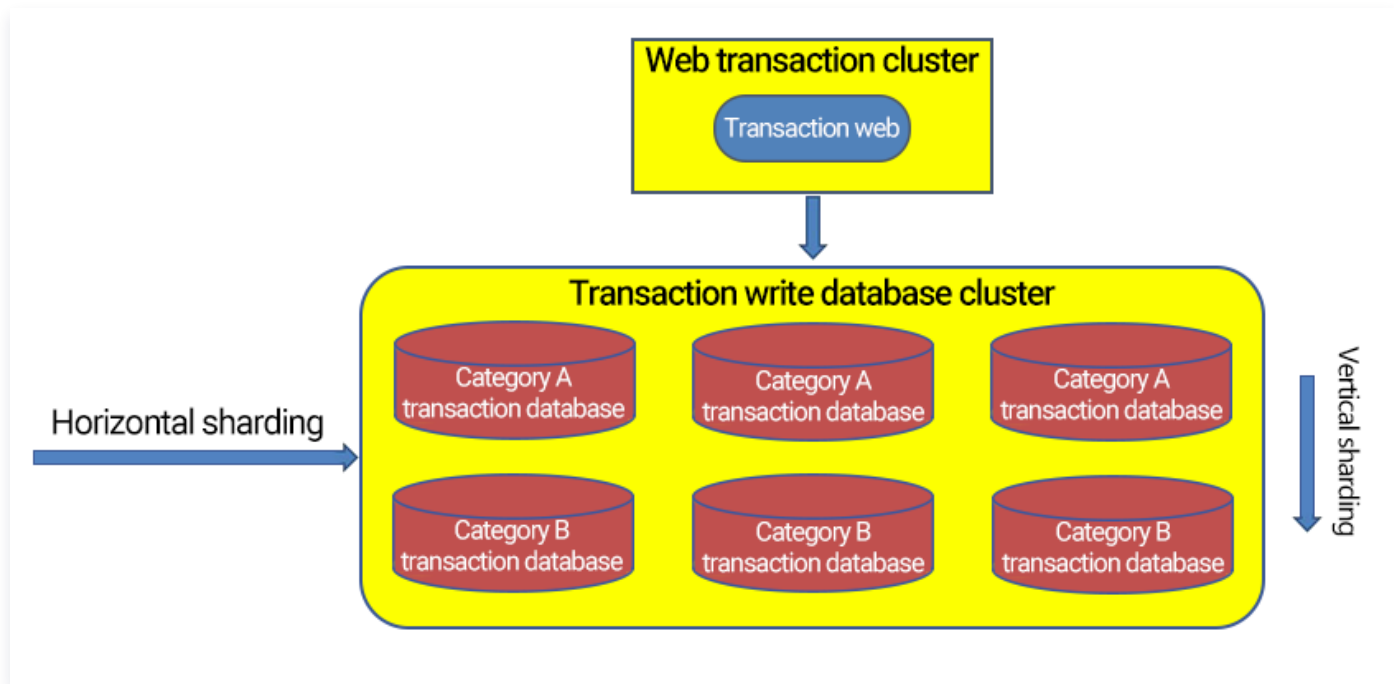 Web transaction cluster
Transaction web
Transaction write database cluster
Category A
transaction database
Category A
transaction database
Category A
transaction database
Horizontal sharding
Vertical sharding
Category B
transaction database
Category B
transaction database
Category B
transaction database